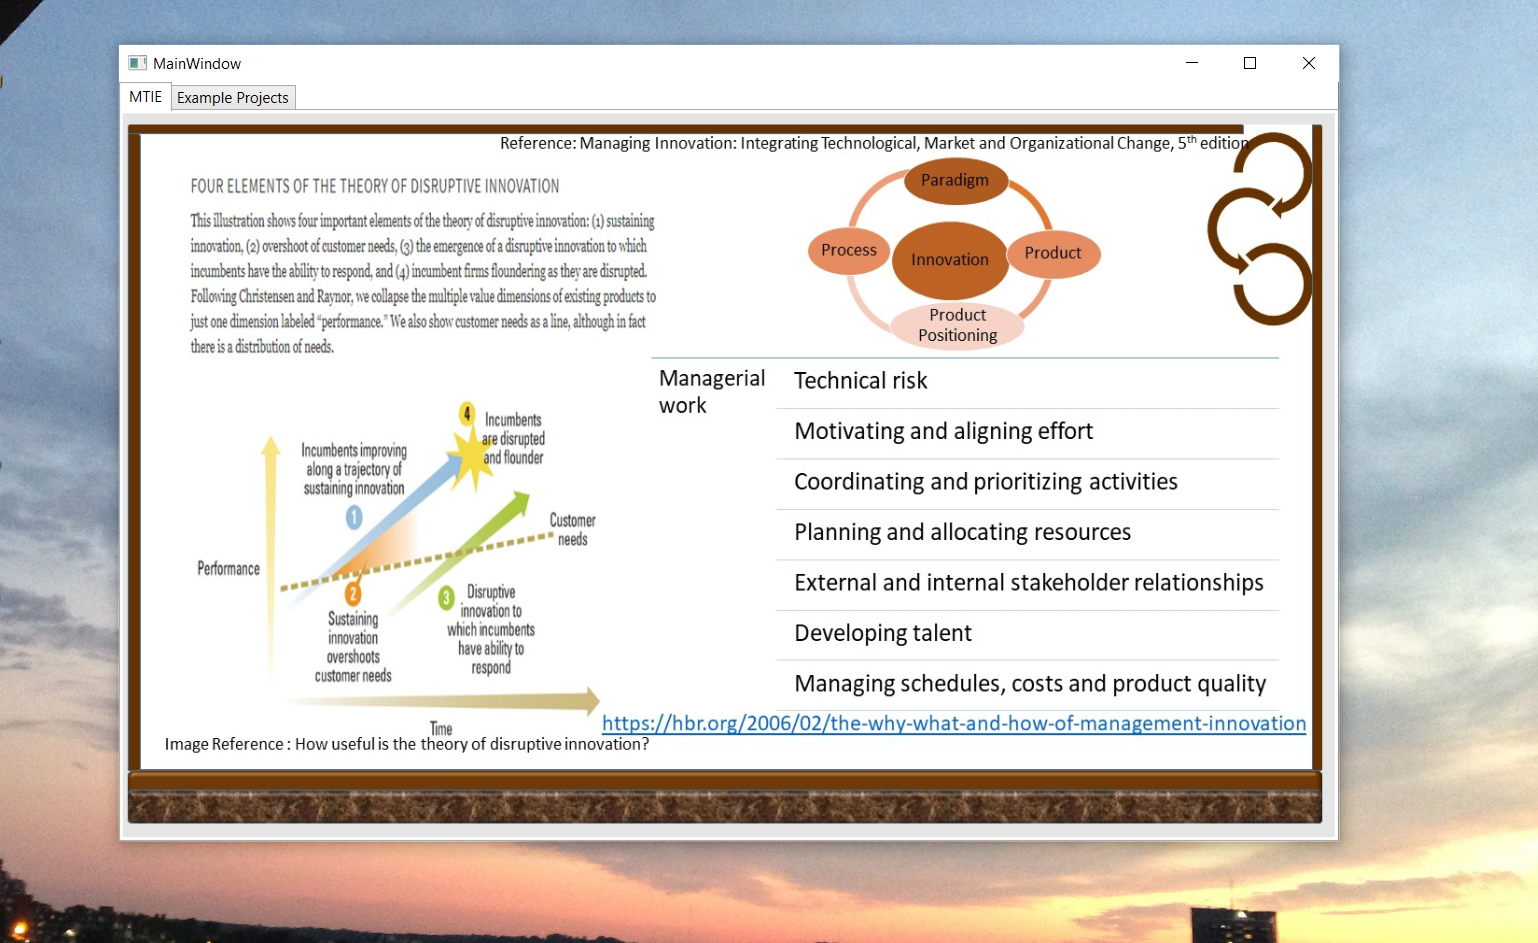 MainWindow
MTIE
Example Projects
Reference: Managing Innovation: Integrating Technological, Market and Organizational Change, 5th edition
FOUR ELEMENTS OF THE THEORY OF DISRUPTIVE INNOVATION
This illustration shows four important elements of the theory of disruptive innovation: (1) sustaining
innovation, (2) overshoot of customer needs, (3) the emergence of a disruptive innovation to which
incumbents have the ability to respond, and (4) incumbent firms floundering as they are disrupted.
Following Christensen and Raynor, we collapse the multiple value dimensions of existing products to
just one dimension labeled “performance.” We also show customer needs as a line, although in fact
there is a distribution of needs.
Paradigm
Process
Innovation
Product
Product
Positioning
4
Incumbents
are disrupted
and flounder
Incumbents improving
along a trajectory of
sustaining innovation
1
Customer
needs
Performance
2
Sustaining
innovation
overshoots
customer needs
3
Disruptive
innovation to
which incumbents
have ability to
respond
Time
Image Reference : How useful is the theory of disruptive innovation?
Managerial
work
Technical risk
Motivating and aligning effort
Coordinating and prioritizing activities
Planning and allocating resources
External and internal stakeholder relationships
Developing talent
Managing schedules, costs and product quality
https://hbr.org/2006/02/the-why-what-and-how-of-management-innovation